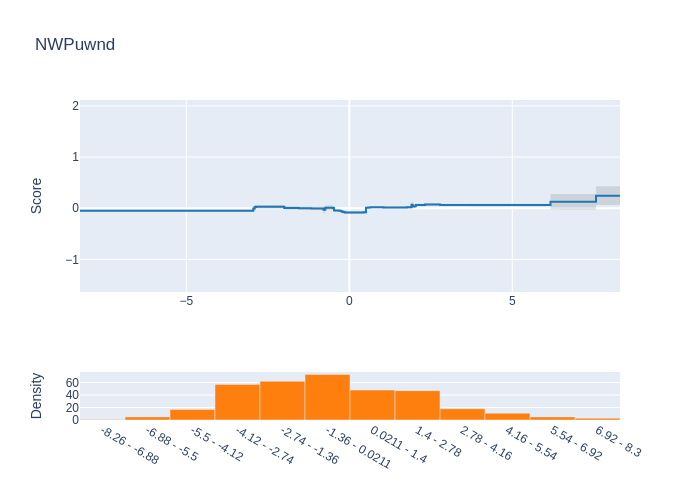 NWPuwnd
2
1
0
−1
Score
−5
0
5
60
40
20
0
Density
-8.26 - -6.88
-6.88 - -5.5
-5.5 - -4.12
-4.12 - -2.74
-2.74 - -1.36
-1.36 - 0.0211
0.0211 - 1.4
1.4 - 2.78
2.78 - 4.16
4.16 - 5.54
5.54 - 6.92
6.92 - 8.3